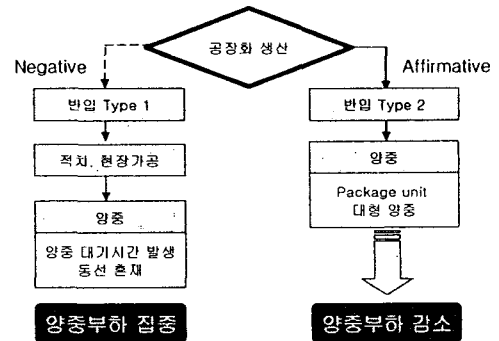 공장화 생산
Negative
Affirmative
반입 Type 1
반입 Type 2
적치, 현장가공
양중
양중
Package unit
대형 양중
양중 대기시간 발생
동선 혼재
양중부하 집중
양중부하 감소